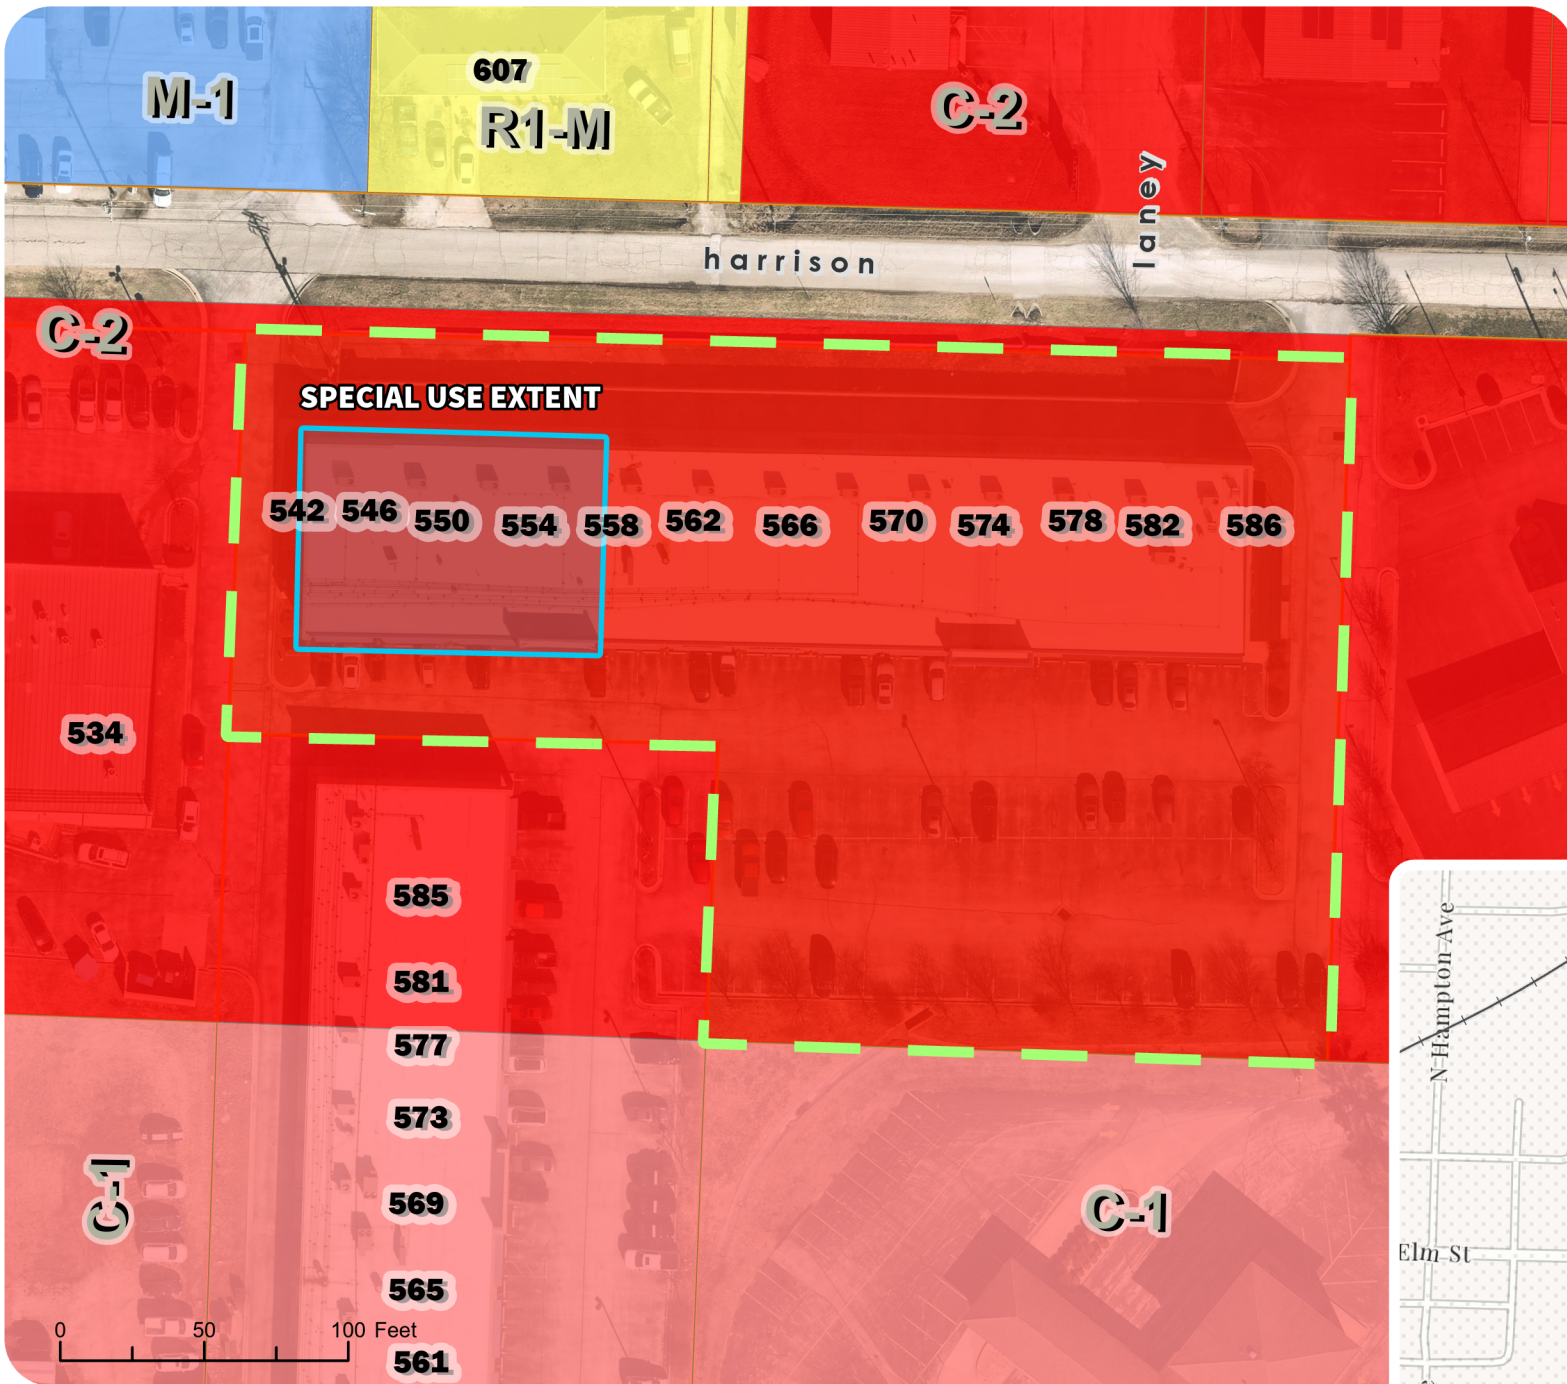 607
M-1
R1-M
C-2
laney
harrison
C-2
SPECIAL USE EXTENT
542 546 550 554 558 562 566 570 574 578 582 586
534
585
581
577
573
569
565
561
C-1
C-1
N Hampton Ave
Elm St
0 50 100 Feet